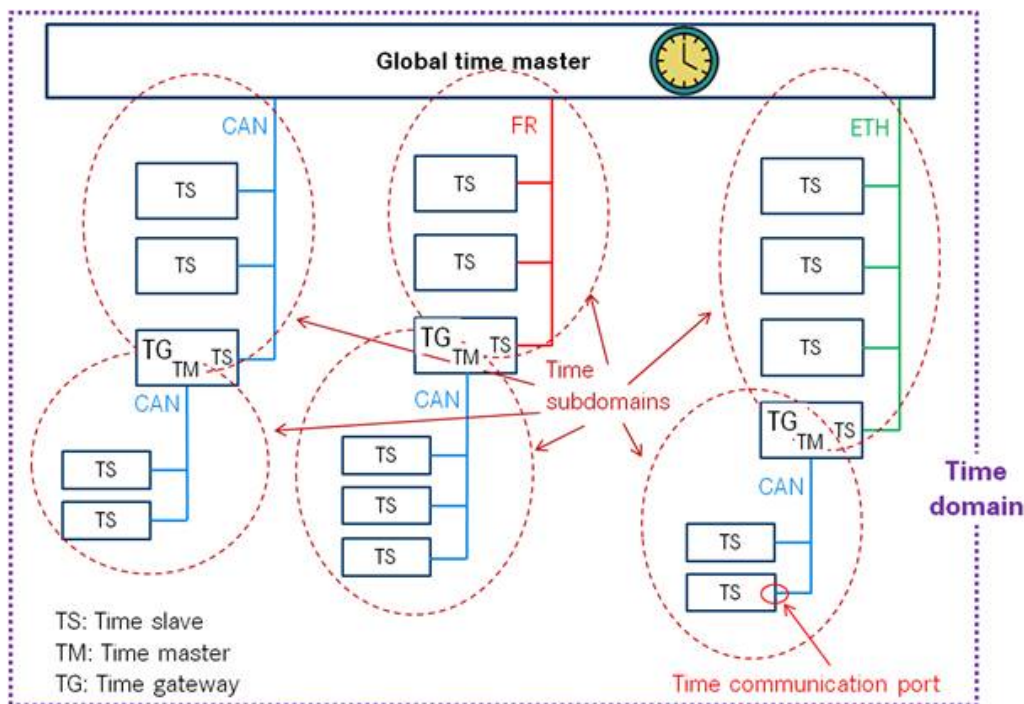 Global time master
CAN
FR
ETH
TS
TS
TS
TS
TS
TS
TS
TG TM TS
TG TM TS
TG TM TS
Time
subdomains
CAN
CAN
CAN
TS
TS
TS
TS
TS
TS
TS
Time
domain
TS: Time slave
TM: Time master
TG: Time gateway
Time communication port